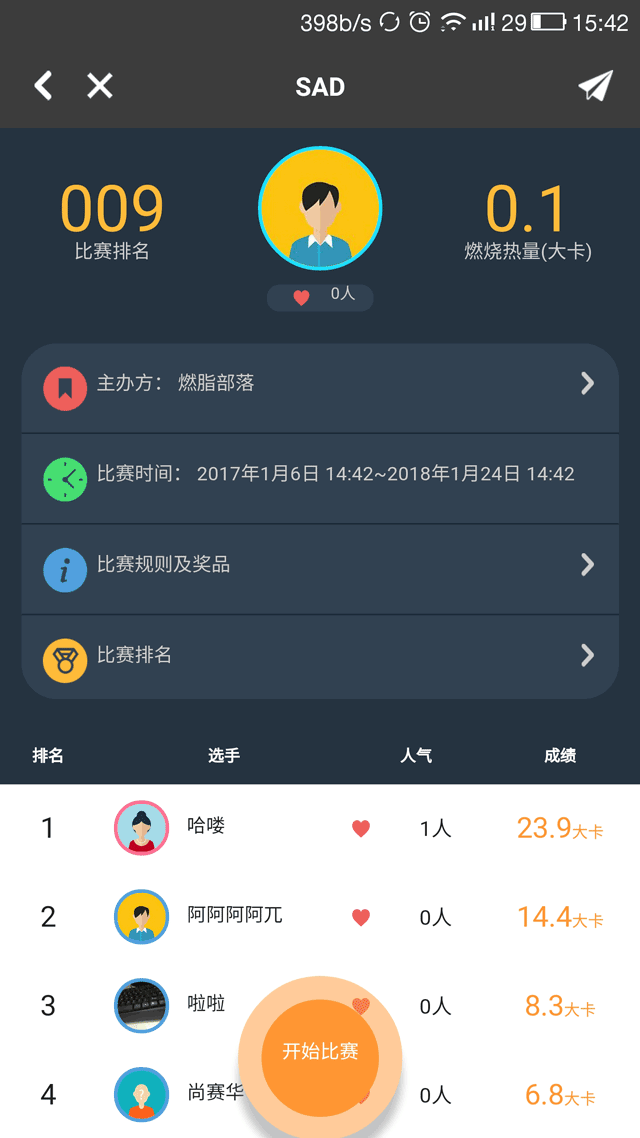 398b/s 29 15:42
SAD
009 0.1
比赛排名 燃烧热量(大卡)
0人
主办方： 燃脂部落
比赛时间： 2017年1月6日 14:42~2018年1月24日 14:42
比赛规则及奖品
比赛排名
排名 选手 人气 成绩
1 哈喽 1人 23.9大卡
2 阿阿阿阿兀 0人 14.4大卡
3 啦啦 0人 8.3大卡
开始比赛
4 尚赛华 0人 6.8大卡